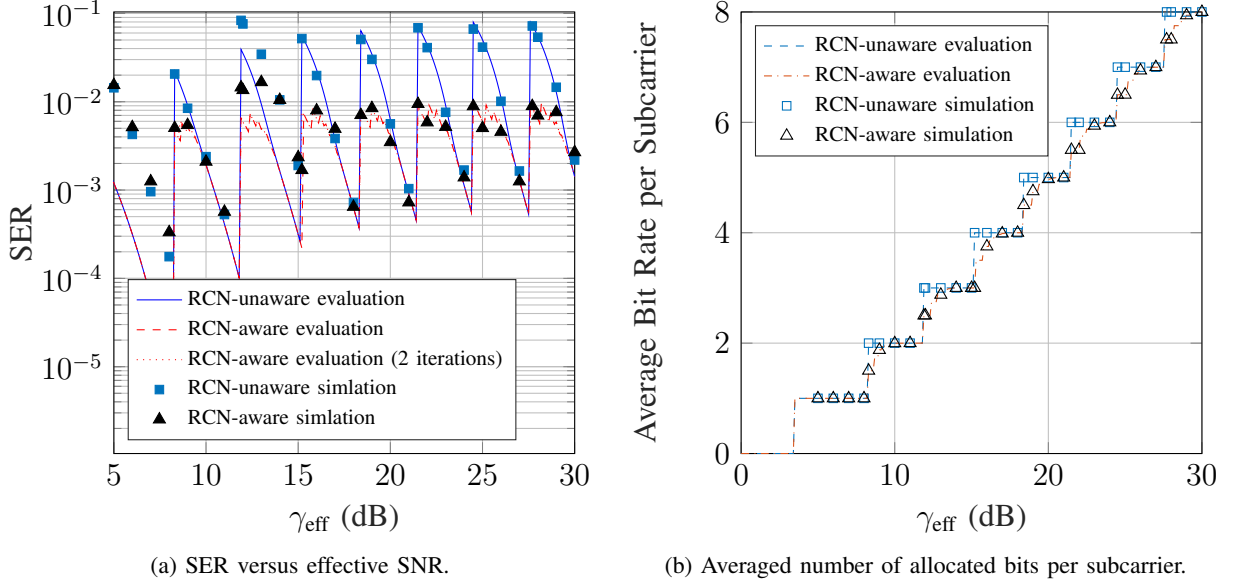 SER
10−1
10−2
10−3
10−4
10−5
RCN-unaware evaluation
RCN-aware evaluation
RCN-aware evaluation (2 iterations)
RCN-unaware simlation
RCN-aware simlation
5 10 15 20 25 30
γeff (dB)
(a) SER versus effective SNR.
Average Bit Rate per Subcarrier
8
6
4
2
0
RCN-unaware evaluation
RCN-aware evaluation
RCN-unaware simulation
RCN-aware simulation
0 10 20 30
γeff (dB)
(b) Averaged number of allocated bits per subcarrier.